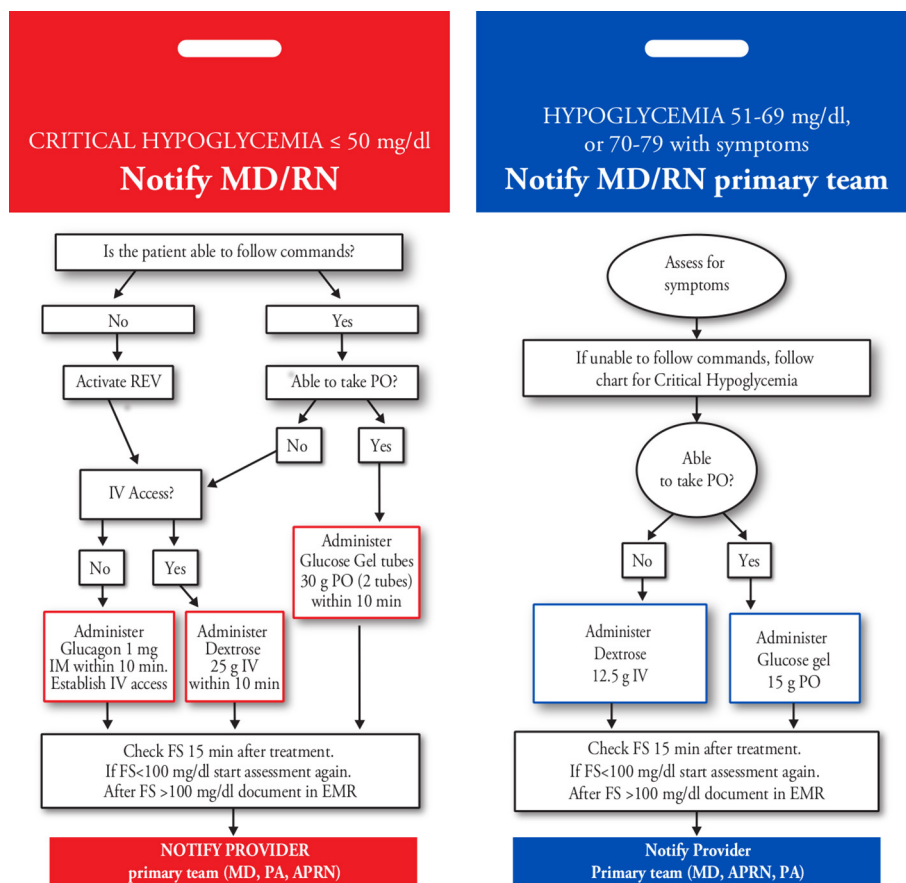 CRITICAL HYPOGLYCEMIA ≤ 50 mg/dl
Notify MD/RN
Is the patient able to follow commands?
No
Yes
Activate REV
Able to take PO?
No
Yes
IV Access?
No
Yes
Administer
Glucose Gel tubes
30 g PO (2 tubes)
within 10 min
Administer
Glucagon 1 mg
IM within 10 min.
Establish IV access
Administer
Dextrose
25 g IV
within 10 min
Check FS 15 min after treatment.
If FS<100 mg/dl start assessment again.
After FS >100 mg/dl document in EMR
NOTIFY PROVIDER
primary team (MD, PA, APRN)
HYPOGLYCEMIA 51-69 mg/dl,
or 70-79 with symptoms
Notify MD/RN primary team
Assess for
symptoms
If unable to follow commands, follow
chart for Critical Hypoglycemia
Able
to take PO?
No
Yes
Administer
Dextrose
12.5 g IV
Administer
Glucose gel
15 g PO
Check FS 15 min after treatment.
If FS<100 mg/dl start assessment again.
After FS >100 mg/dl document in EMR
Notify Provider
Primary team (MD, APRN, PA)